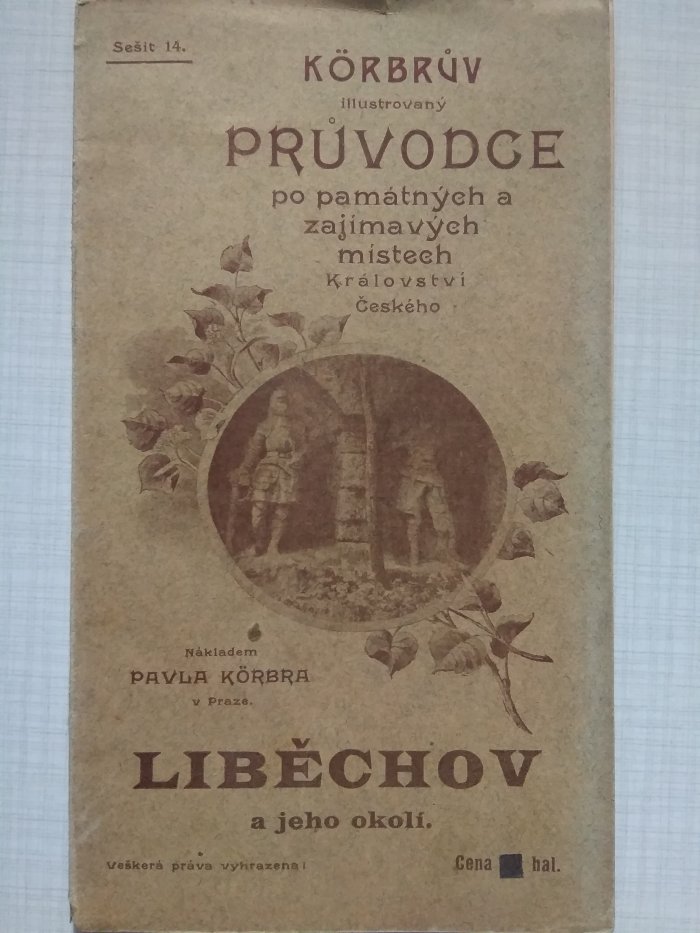 Sešit 14.
KÖRBRŮV
illustrovaný
PRŮVODCE
po památných a
zajímavých
místech
Království
Českého
Nákladem
PAVLA KÖRBRA
v Praze.
LIBĚCHOV
a jeho okolí.
Veškerá práva vyhrazena!
Cena hal.